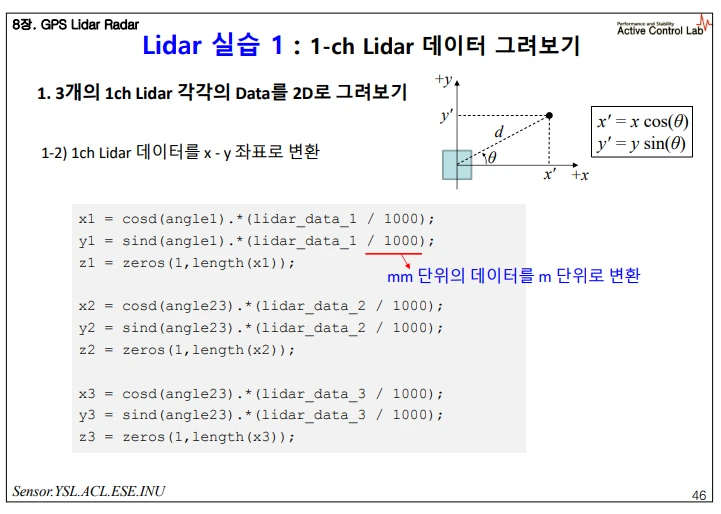 8장. GPS Lidar Radar
Performance and Stability
Active Control Lab
Lidar 실습 1 : 1-ch Lidar 데이터 그려보기
1. 3개의 1ch Lidar 각각의 Data를 2D로 그려보기
1-2) 1ch Lidar 데이터를 x - y 좌표로 변환
+y
y'
d
θ
x'
+x
x' = x cos(θ)
y' = y sin(θ)
x1 = cosd(angle1).*(lidar_data_1 / 1000);
y1 = sind(angle1).*(lidar_data_1 / 1000);
z1 = zeros(1,length(x1));
mm 단위의 데이터를 m 단위로 변환
x2 = cosd(angle23).*(lidar_data_2 / 1000);
y2 = sind(angle23).*(lidar_data_2 / 1000);
z2 = zeros(1,length(x2));
x3 = cosd(angle23).*(lidar_data_3 / 1000);
y3 = sind(angle23).*(lidar_data_3 / 1000);
z3 = zeros(1,length(x3));
Sensor.YSL.ACL.ESE.INU
46